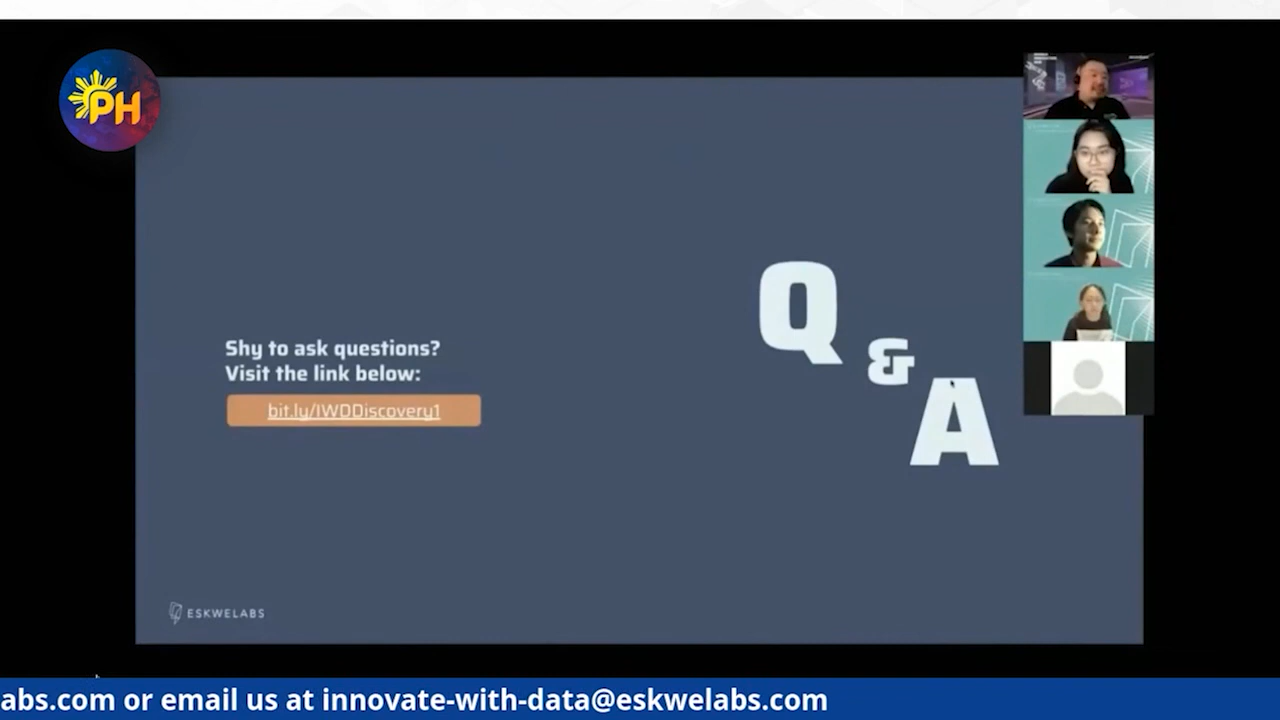 PH
Q
&
A
Shy to ask questions?
Visit the link below:
bit.ly/IWDDiscovery1
ESKWELABS
abs.com or email us at innovate-with-data@eskwelabs.com